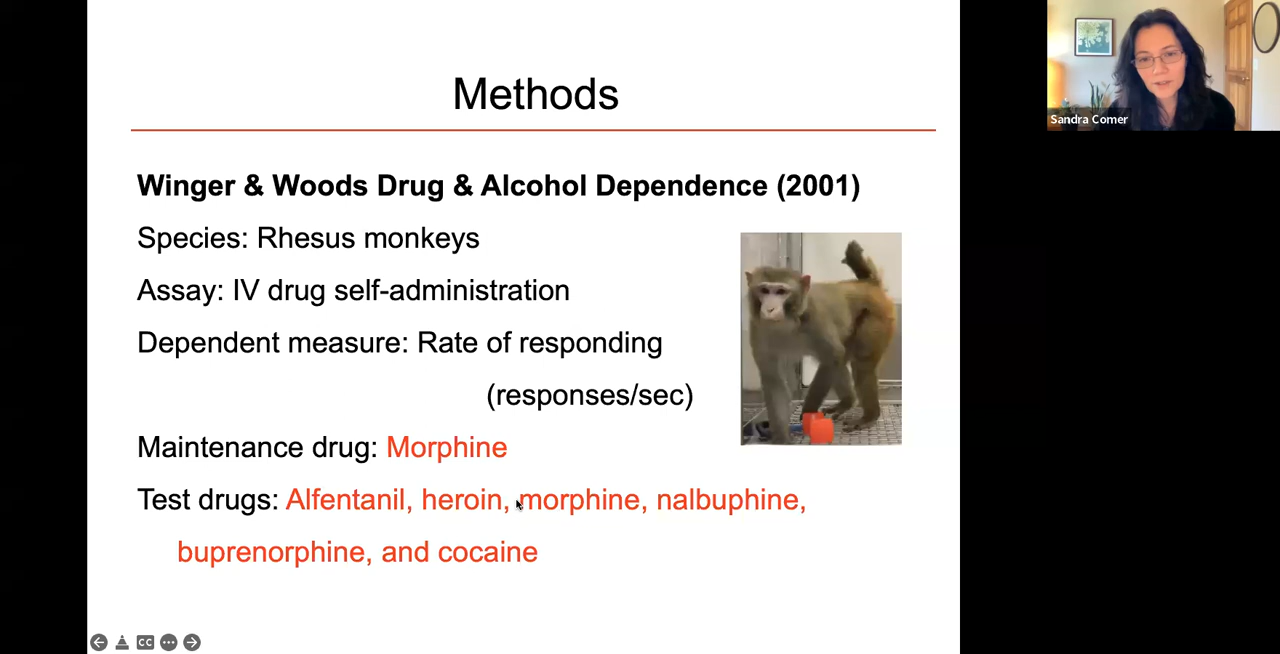 Methods
Winger & Woods Drug & Alcohol Dependence (2001)
Species: Rhesus monkeys
Assay: IV drug self-administration
Dependent measure: Rate of responding
(responses/sec)
Maintenance drug: Morphine
Test drugs: Alfentanil, heroin, morphine, nalbuphine,
buprenorphine, and cocaine
Sandra Comer
CC